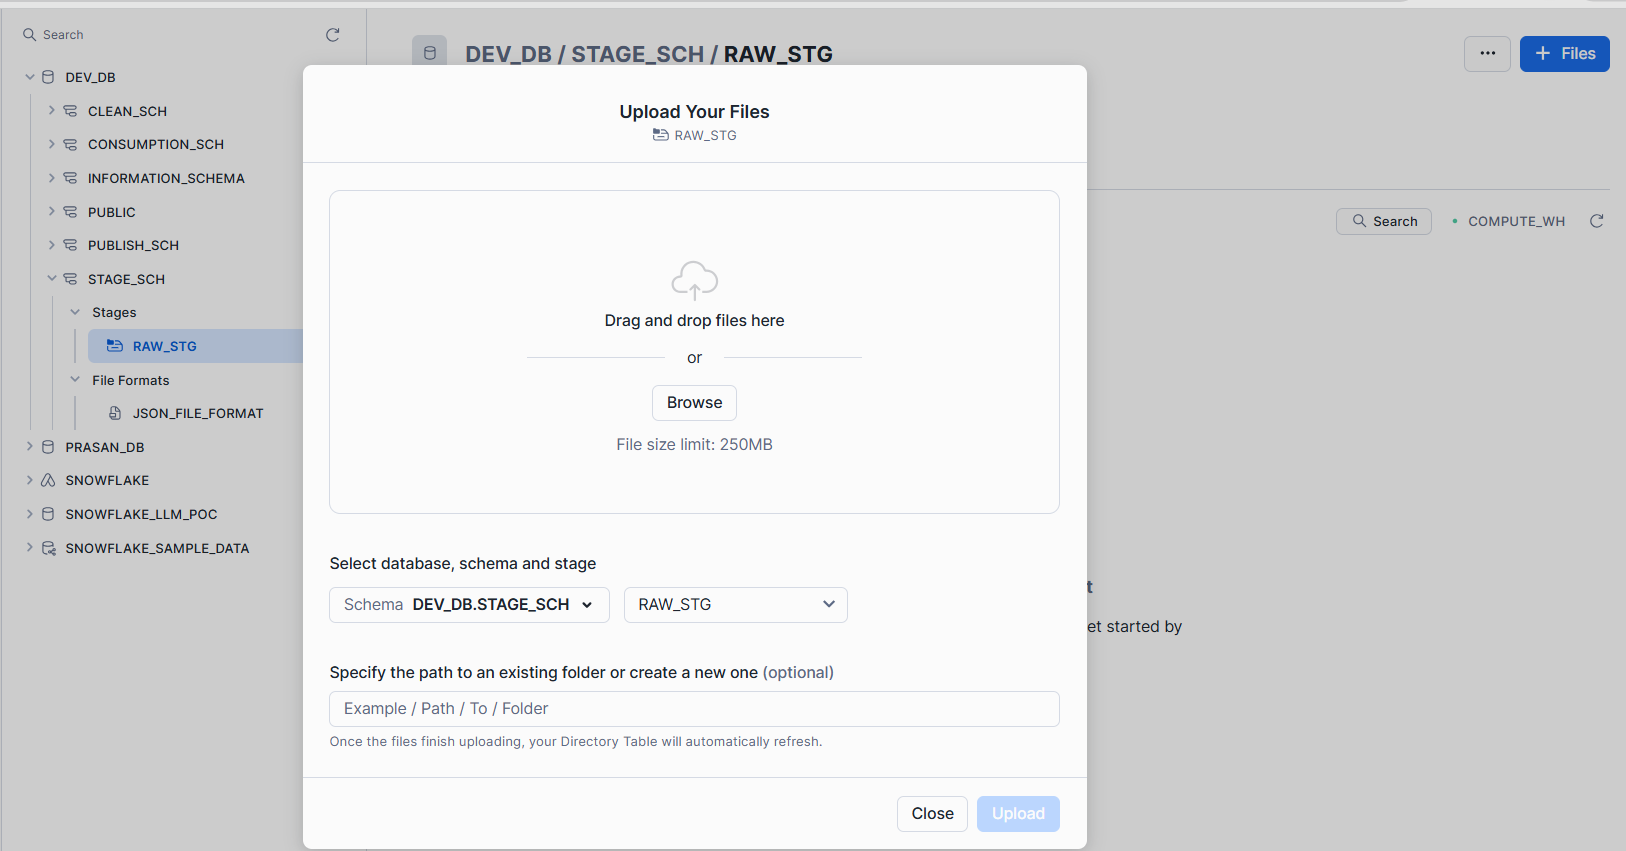 Search
DEV_DB
CLEAN_SCH
CONSUMPTION_SCH
INFORMATION_SCHEMA
PUBLIC
PUBLISH_SCH
STAGE_SCH
Stages
RAW_STG
File Formats
JSON_FILE_FORMAT
PRASAN_DB
SNOWFLAKE
SNOWFLAKE_LLM_POC
SNOWFLAKE_SAMPLE_DATA
DEV_DB / STAGE_SCH / RAW_STG
... + Files
Search COMPUTE_WH
Upload Your Files
RAW_STG
Drag and drop files here
or
Browse
File size limit: 250MB
Select database, schema and stage
Schema DEV_DB.STAGE_SCH RAW_STG
Specify the path to an existing folder or create a new one (optional)
Example / Path / To / Folder
Once the files finish uploading, your Directory Table will automatically refresh.
Close Upload
t
et started by